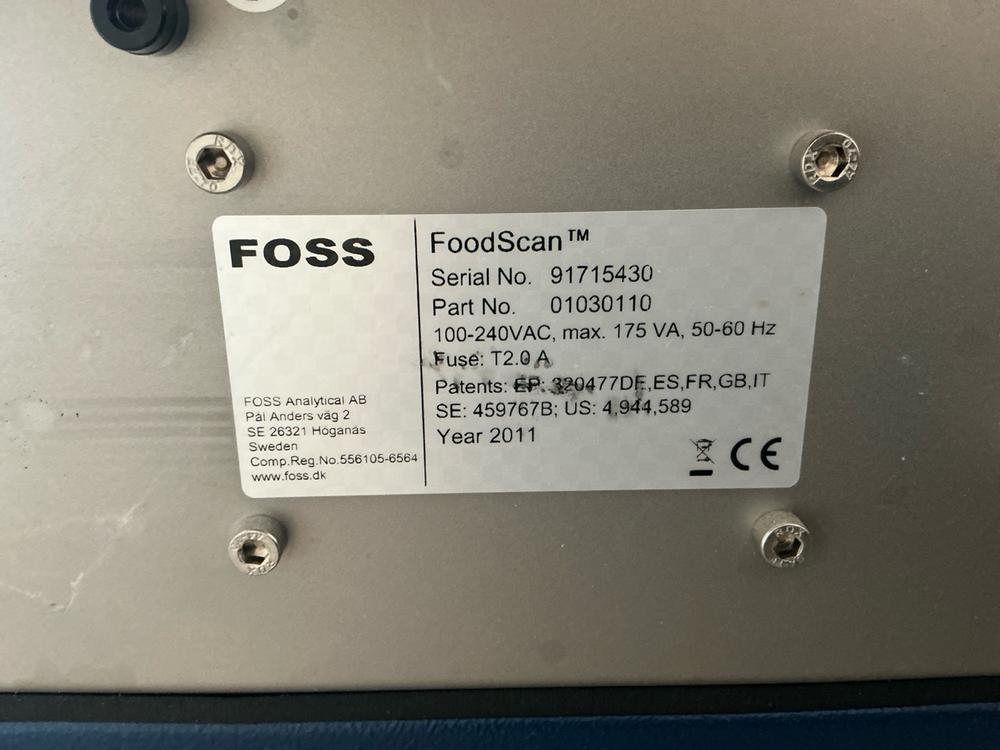 FOSS
FoodScan™
Serial No. 91715430
Part No. 01030110
100-240VAC, max. 175 VA, 50-60 Hz
Fuse: T2.0 A
Patents: EP: 320477DE,ES,FR,GB,IT
SE: 459767B; US: 4,944,589
Year 2011
CE
FOSS Analytical AB
Pål Anders väg 2
SE 26321 Höganäs
Sweden
Comp.Reg.No.556105-6564
www.foss.dk